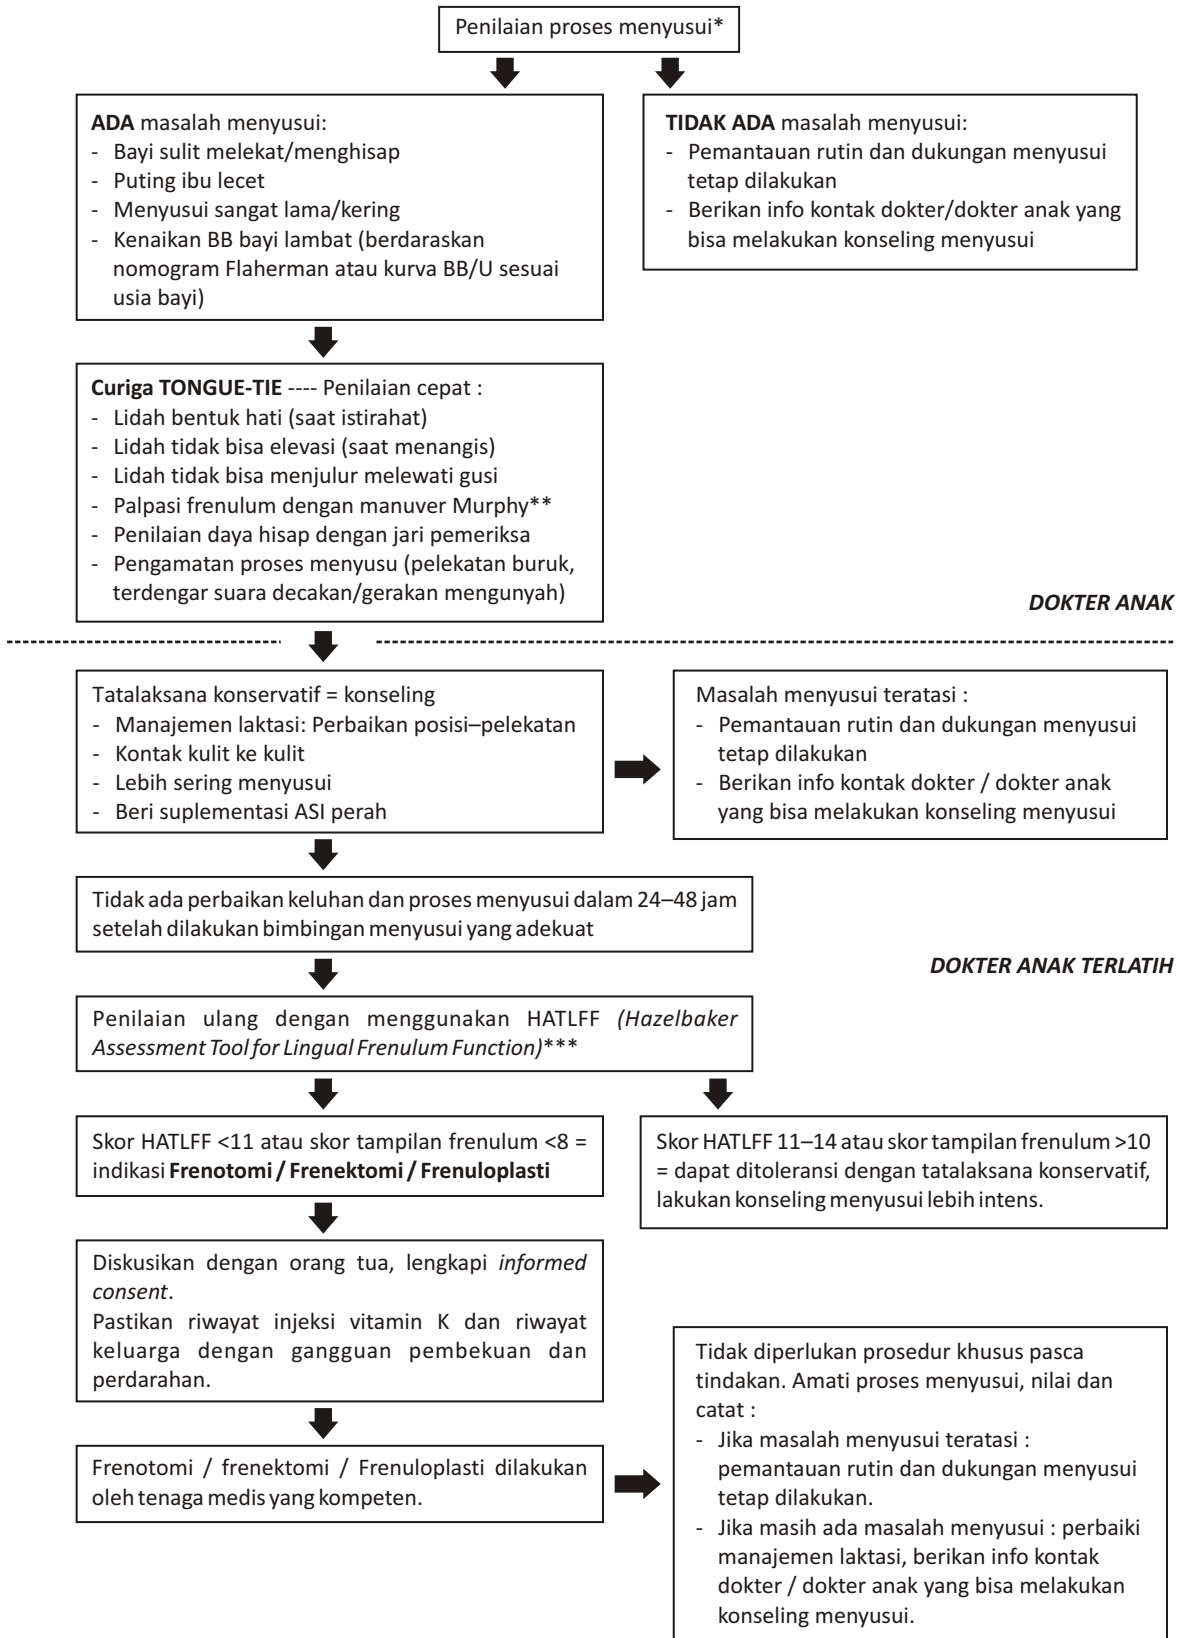 Penilaian proses menyusui*
ADA masalah menyusui:
- Bayi sulit melekat/menghisap
- Puting ibu lecet
- Menyusui sangat lama/kering
- Kenaikan BB bayi lambat (berdaraskan
nomogram Flaherman atau kurva BB/U sesuai
usia bayi)
TIDAK ADA masalah menyusui:
- Pemantauan rutin dan dukungan menyusui
tetap dilakukan
- Berikan info kontak dokter/dokter anak yang
bisa melakukan konseling menyusui
Curiga TONGUE-TIE ---- Penilaian cepat :
- Lidah bentuk hati (saat istirahat)
- Lidah tidak bisa elevasi (saat menangis)
- Lidah tidak bisa menjulur melewati gusi
- Palpasi frenulum dengan manuver Murphy**
- Penilaian daya hisap dengan jari pemeriksa
- Pengamatan proses menyusu (pelekatan buruk,
terdengar suara decakan/gerakan mengunyah)
DOKTER ANAK
Tatalaksana konservatif = konseling
- Manajemen laktasi: Perbaikan posisi–pelekatan
- Kontak kulit ke kulit
- Lebih sering menyusui
- Beri suplementasi ASI perah
Masalah menyusui teratasi :
- Pemantauan rutin dan dukungan menyusui
tetap dilakukan
- Berikan info kontak dokter / dokter anak
yang bisa melakukan konseling menyusui
Tidak ada perbaikan keluhan dan proses menyusui dalam 24–48 jam
setelah dilakukan bimbingan menyusui yang adekuat
DOKTER ANAK TERLATIH
Penilaian ulang dengan menggunakan HATLFF (Hazelbaker
Assessment Tool for Lingual Frenulum Function)***
Skor HATLFF <11 atau skor tampilan frenulum <8 =
indikasi Frenotomi / Frenektomi / Frenuloplasti
Skor HATLFF 11–14 atau skor tampilan frenulum >10
= dapat ditoleransi dengan tatalaksana konservatif,
lakukan konseling menyusui lebih intens.
Diskusikan dengan orang tua, lengkapi informed
consent.
Pastikan riwayat injeksi vitamin K dan riwayat
keluarga dengan gangguan pembekuan dan
perdarahan.
Frenotomi / frenektomi / Frenuloplasti dilakukan
oleh tenaga medis yang kompeten.
Tidak diperlukan prosedur khusus pasca
tindakan. Amati proses menyusui, nilai dan
catat :
- Jika masalah menyusui teratasi :
pemantauan rutin dan dukungan menyusui
tetap dilakukan.
- Jika masih ada masalah menyusui : perbaiki
manajemen laktasi, berikan info kontak
dokter / dokter anak yang bisa melakukan
konseling menyusui.